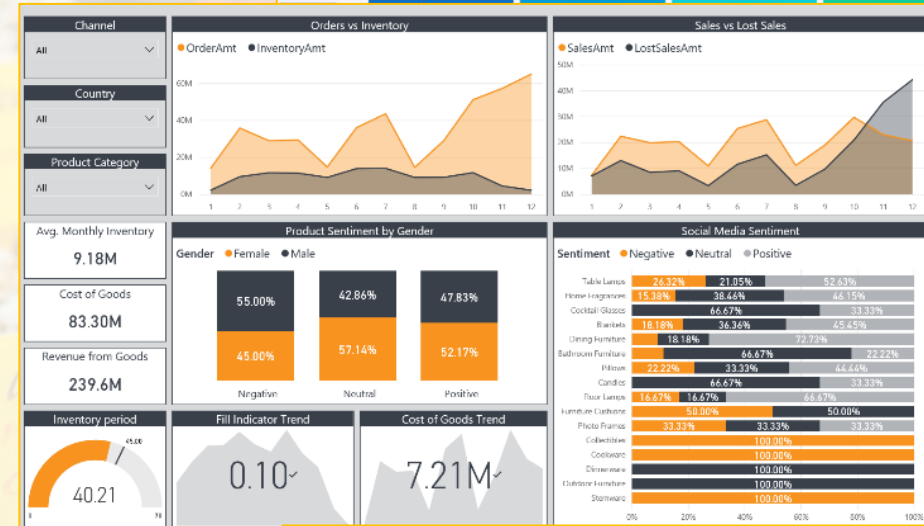 Channel
All
Country
All
Product Category
All
Avg. Monthly Inventory
9.18M
Cost of Goods
83.30M
Revenue from Goods
239.6M
Orders vs Inventory
OrderAmt InventoryAmt
60M
40M
20M
0M
1 2 3 4 5 6 7 8 9 10 11 12
Sales vs Lost Sales
SalesAmt LostSalesAmt
50M
40M
30M
20M
10M
0M
1 2 3 4 5 6 7 8 9 10 11 12
Product Sentiment by Gender
Gender Female Male
55.00% 42.86% 47.83%
45.00% 57.14% 52.17%
Negative Neutral Positive
Social Media Sentiment
Sentiment Negative Neutral Positive
Table Lamps 26.32% 21.05% 52.63%
Home Fragrances 15.38% 38.46% 46.15%
Cocktail Glasses 66.67% 33.33%
Blankets 18.18% 36.36% 45.45%
Dining Furniture 18.18% 72.73%
Bathroom Furniture 66.67% 22.22%
Pillows 22.22% 33.33% 44.44%
Candles 66.67% 33.33%
Floor Lamps 16.67% 16.67% 66.67%
Furniture Cushions 50.00% 50.00%
Photo Frames 33.33% 33.33% 33.33%
Collectibles 100.00%
Cookware 100.00%
Dinnerware 100.00%
Outdoor Furniture 100.00%
Stemware 100.00%
0% 20% 40% 60% 80% 100%
Inventory period
45.00
40.21
Fill Indicator Trend
0.10
Cost of Goods Trend
7.21M